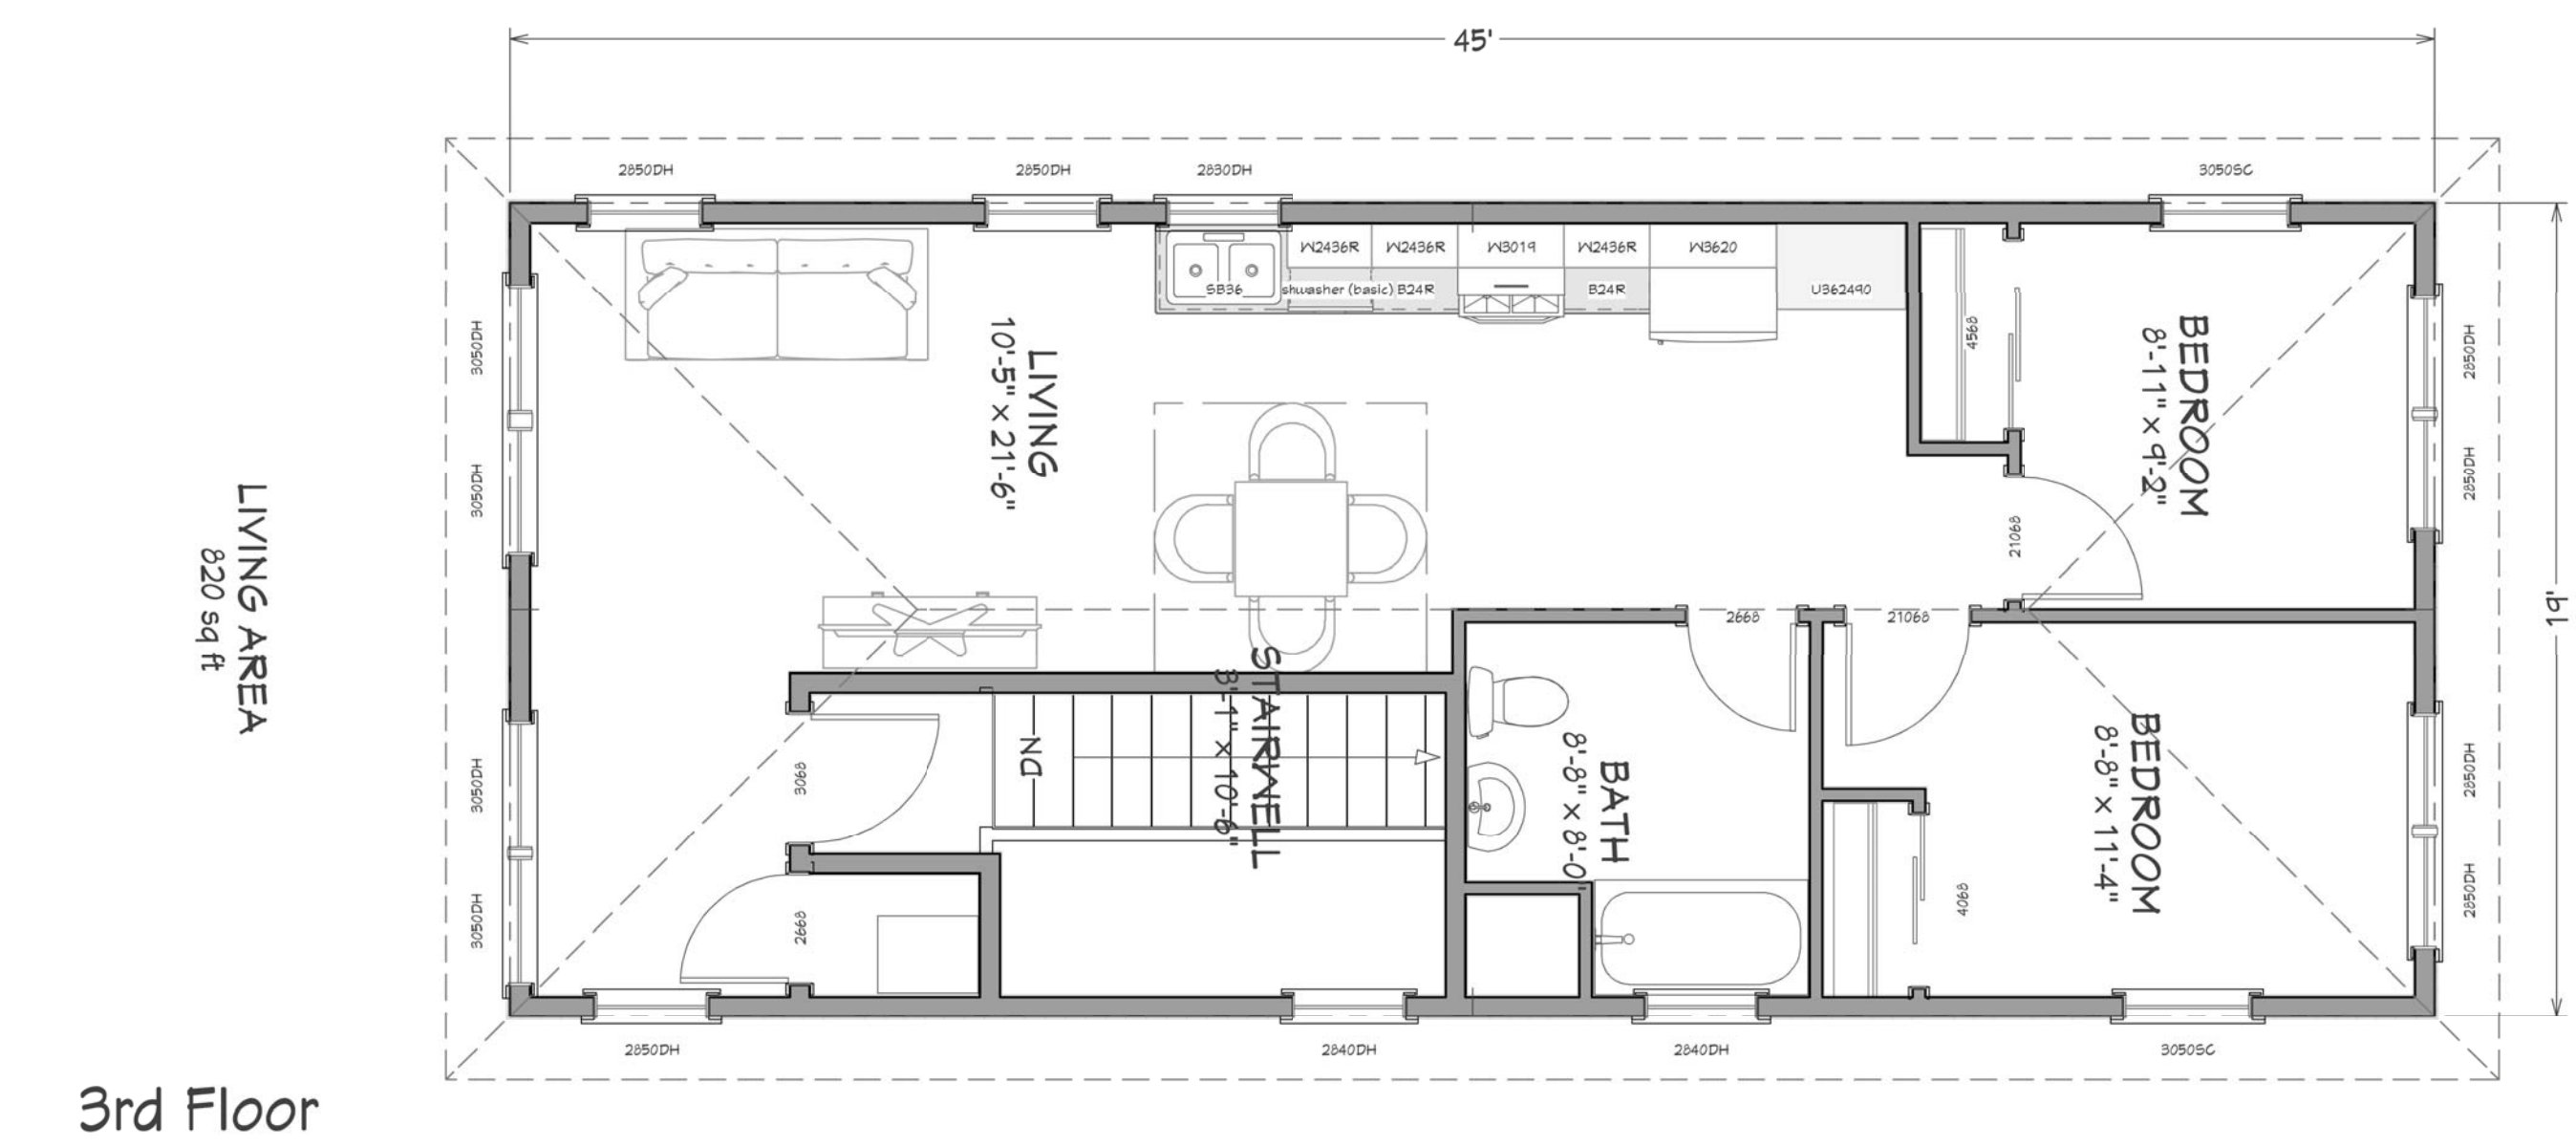 45'
2850DH
2850DH
2830DH
3050SC
W2436R
W2436R
W3019
W2436R
W3620
SB36
shwasher (basic)
B24R
B24R
U362490
3050DH
3050DH
3050DH
3050DH
LIVING
10'-5" x 21'-6"
4568
BEDROOM
8'-11" x 9'-2"
2850DH
2850DH
21068
LIVING AREA
820 sq ft
2668
21068
19'
STAIRWELL
3'-1" x 10'-6"
DN
3068
2668
BATH
8'-8" x 8'-0
BEDROOM
8'-8" x 11'-4"
4068
2850DH
2850DH
2850DH
2840DH
2840DH
3050SC
3rd Floor